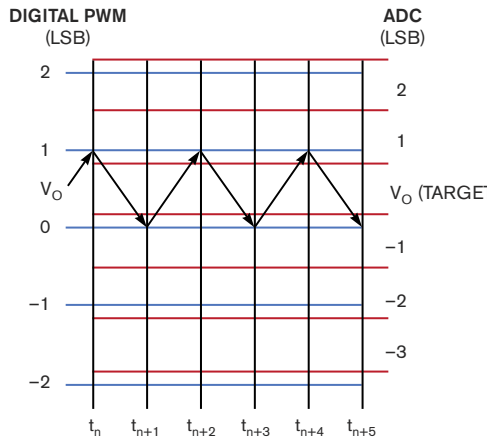 DIGITAL PWM
(LSB)
ADC
(LSB)
2
2
1
1
VO
VO (TARGET
0
−1
−1
−2
−3
−2
tn
tn+1
tn+2
tn+3
tn+4
tn+5